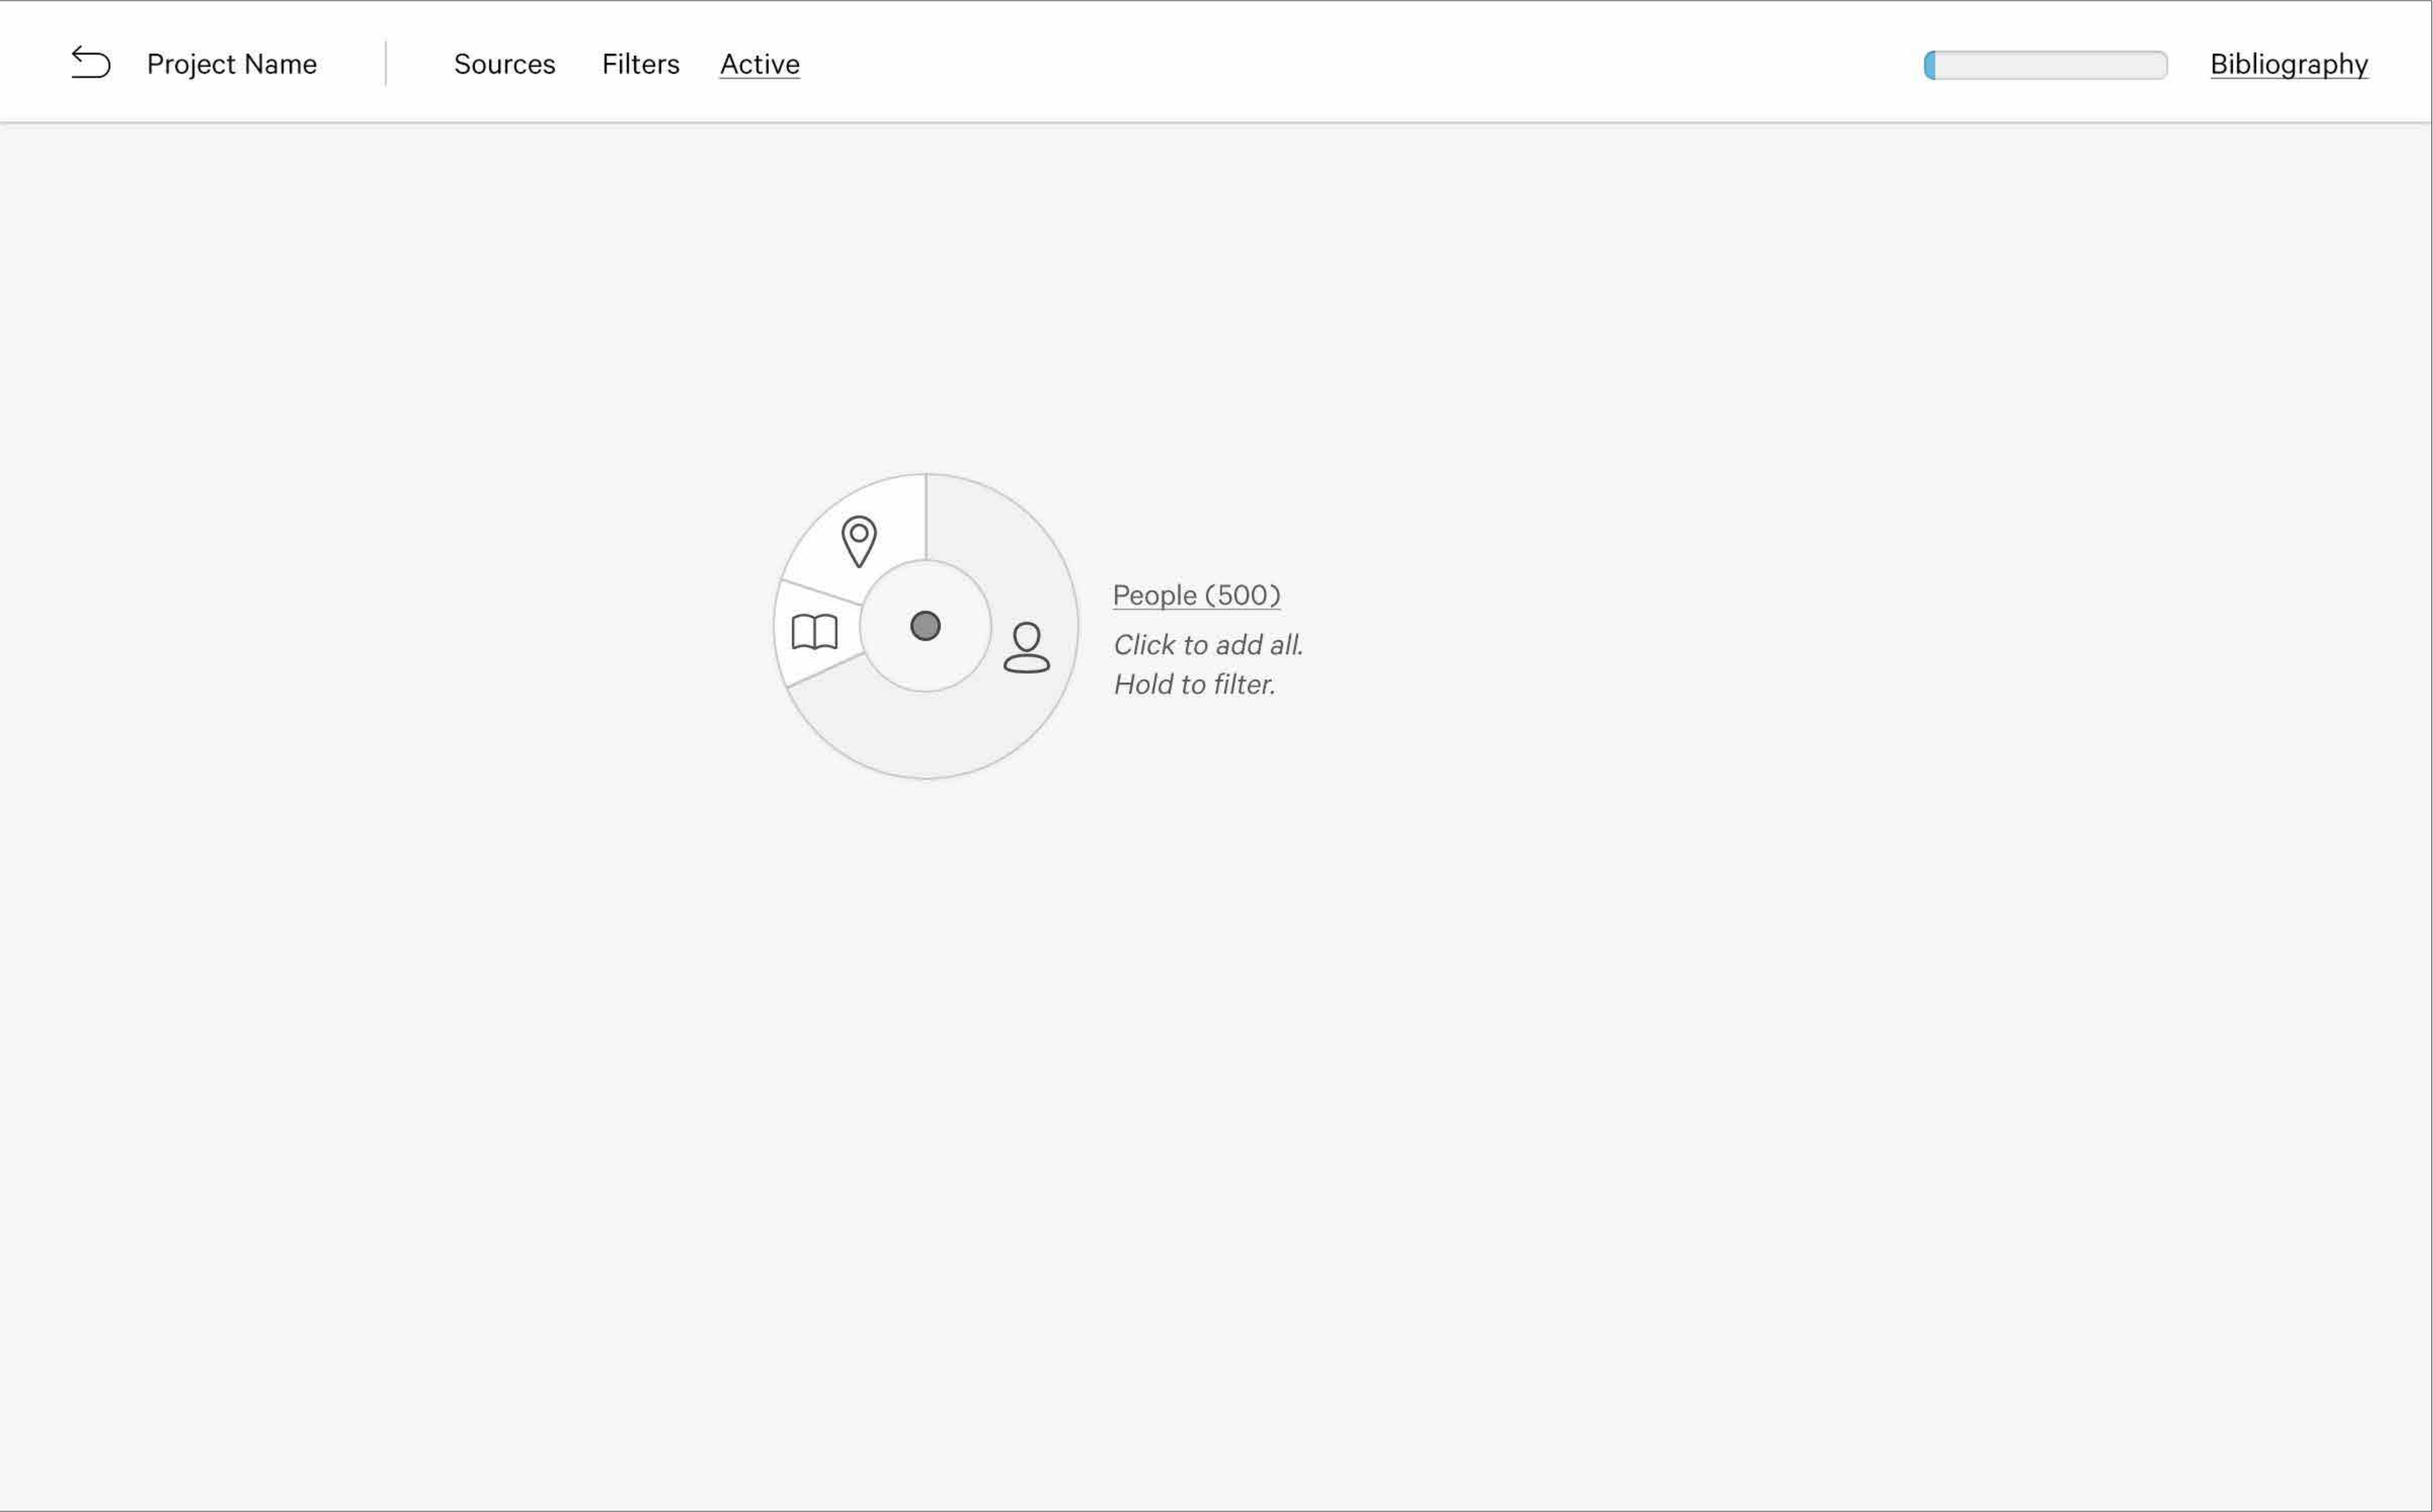 Project Name
Sources
Filters
Active
Bibliography
People (500)
Click to add all.
Hold to filter.